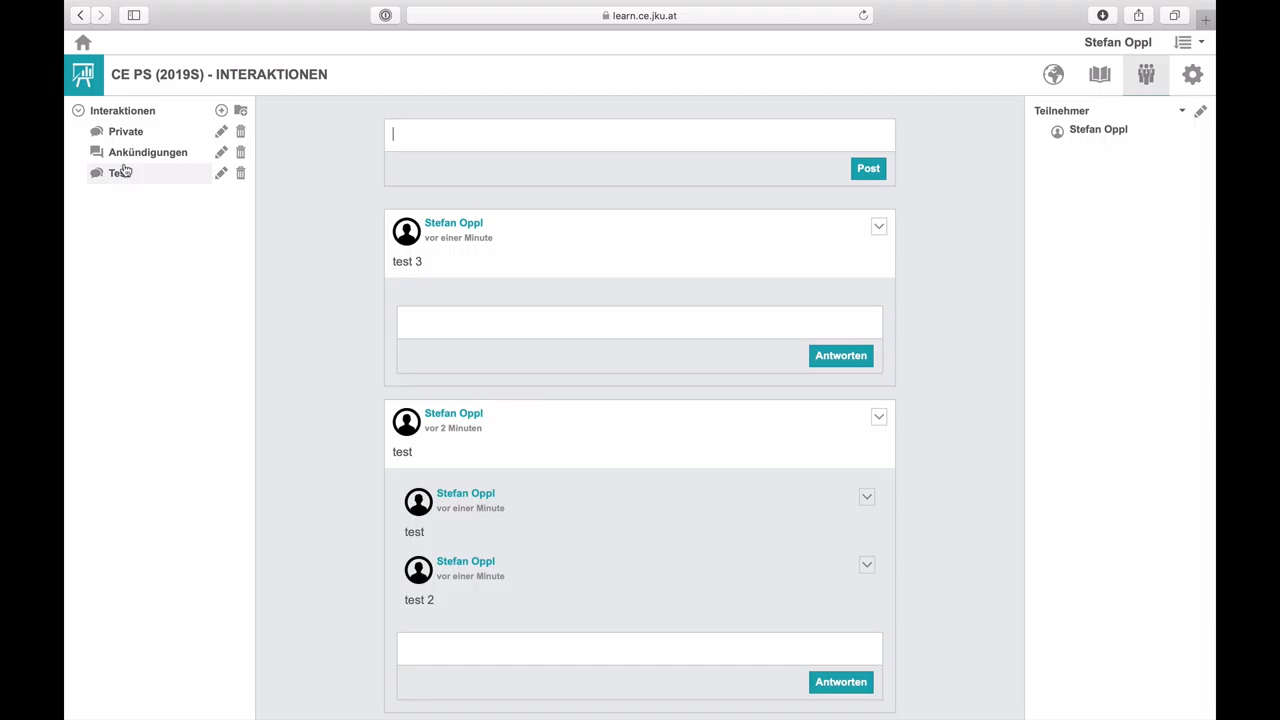 learn.ce.jku.at
Stefan Oppl
CE PS (2019S) - INTERAKTIONEN
Interaktionen
Private
Ankündigungen
Post
Stefan Oppl
vor einer Minute
test 3
Antworten
Stefan Oppl
vor 2 Minuten
test
Stefan Oppl
vor einer Minute
test
Stefan Oppl
vor einer Minute
test 2
Antworten
Teilnehmer
Stefan Oppl